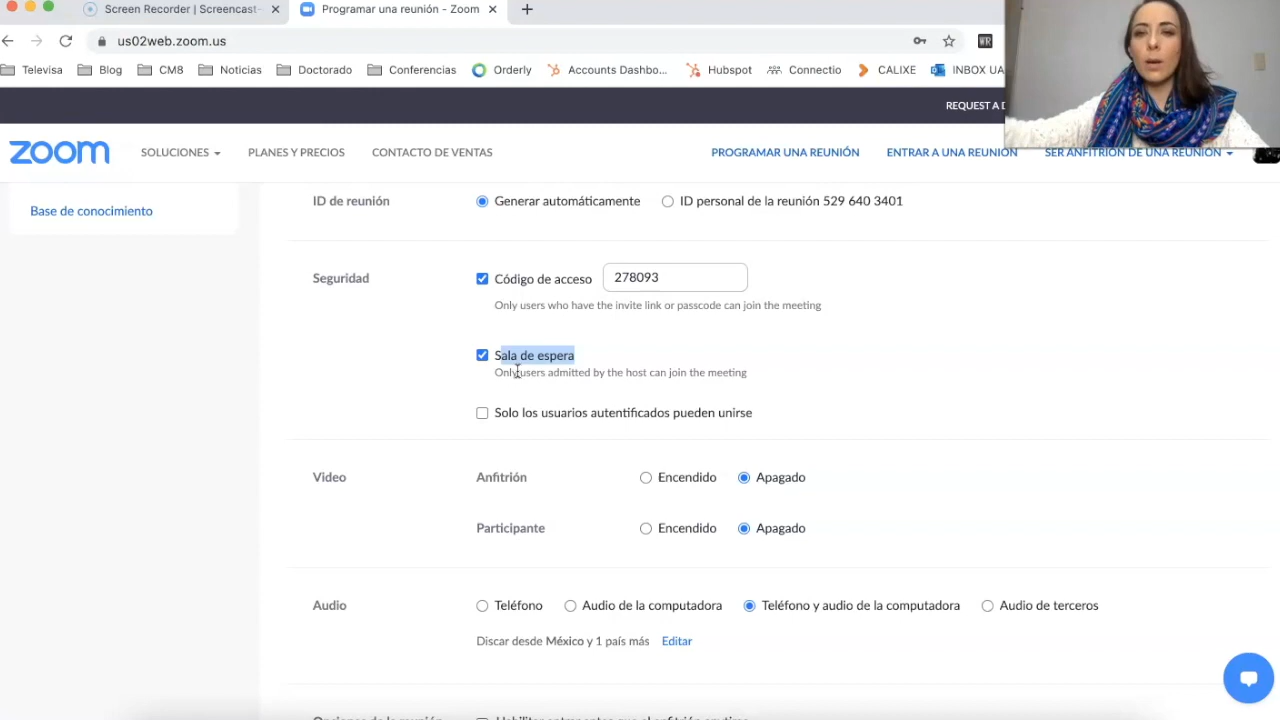 Screen Recorder | Screencast-
Programar una reunión - Zoom
us02web.zoom.us
WR
Televisa Blog CM8 Noticias Doctorado Conferencias Orderly Accounts Dashbo... Hubspot Connectio CALIXE INBOX UA
REQUEST A D
zoom SOLUCIONES PLANES Y PRECIOS CONTACTO DE VENTAS PROGRAMAR UNA REUNIÓN ENTRAR A UNA REUNIÓN SER ANFITRIÓN DE UNA REUNIÓN
Base de conocimiento
ID de reunión Generar automáticamente ID personal de la reunión 529 640 3401
Seguridad Código de acceso 278093
Only users who have the invite link or passcode can join the meeting
Sala de espera
Only users admitted by the host can join the meeting
Solo los usuarios autentificados pueden unirse
Video Anfitrión Encendido Apagado
Participante Encendido Apagado
Audio Teléfono Audio de la computadora Teléfono y audio de la computadora Audio de terceros
Discar desde México y 1 país más Editar